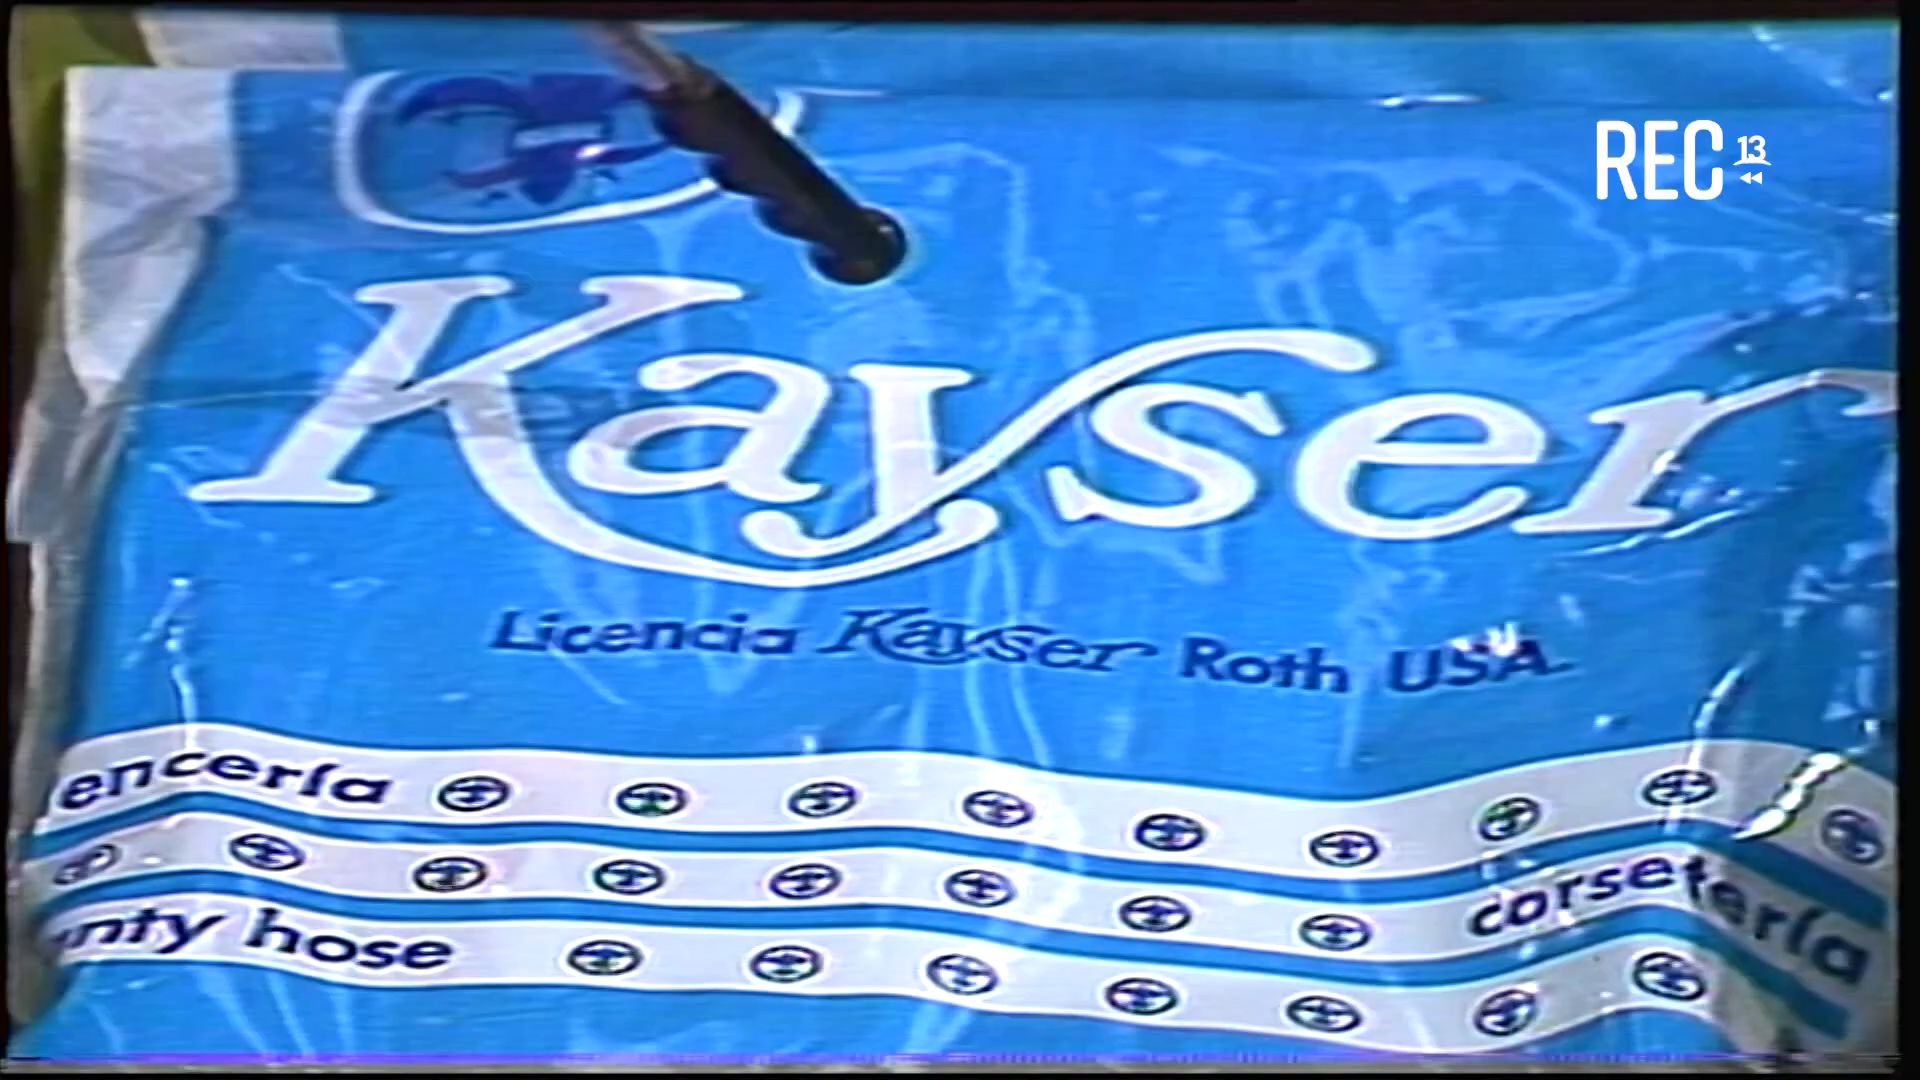 REC 13
Kayser
Licencia Kayser Roth USA.
encería
corsetería
nty hose